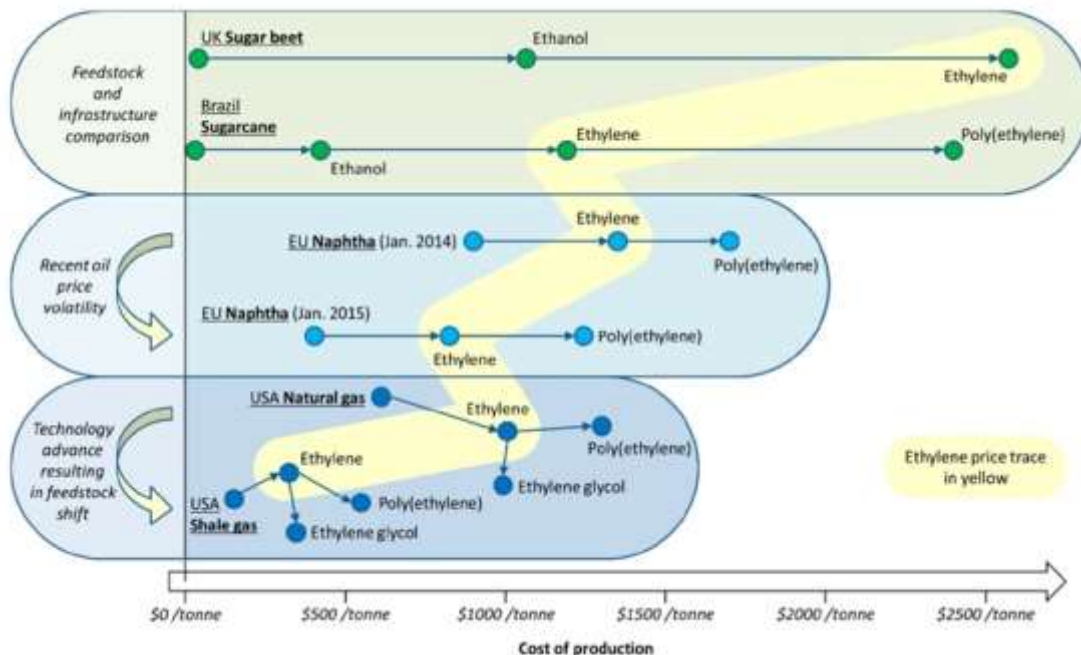 Feedstock
and
infrastructure
comparison
UK Sugar beet
Ethanol
Ethylene
Brazil
Sugarcane
Ethanol
Ethylene
Poly(ethylene)
Recent oil
price
volatility
EU Naphtha (Jan. 2014)
Ethylene
Poly(ethylene)
EU Naphtha (Jan. 2015)
Ethylene
Poly(ethylene)
Technology
advance
resulting
in feedstock
shift
USA Natural gas
Ethylene
Poly(ethylene)
Ethylene glycol
USA
Shale gas
Ethylene
Poly(ethylene)
Ethylene glycol
Ethylene price trace
in yellow
$0 /tonne
$500 /tonne
$1000 /tonne
$1500 /tonne
$2000 /tonne
$2500 /tonne
Cost of production